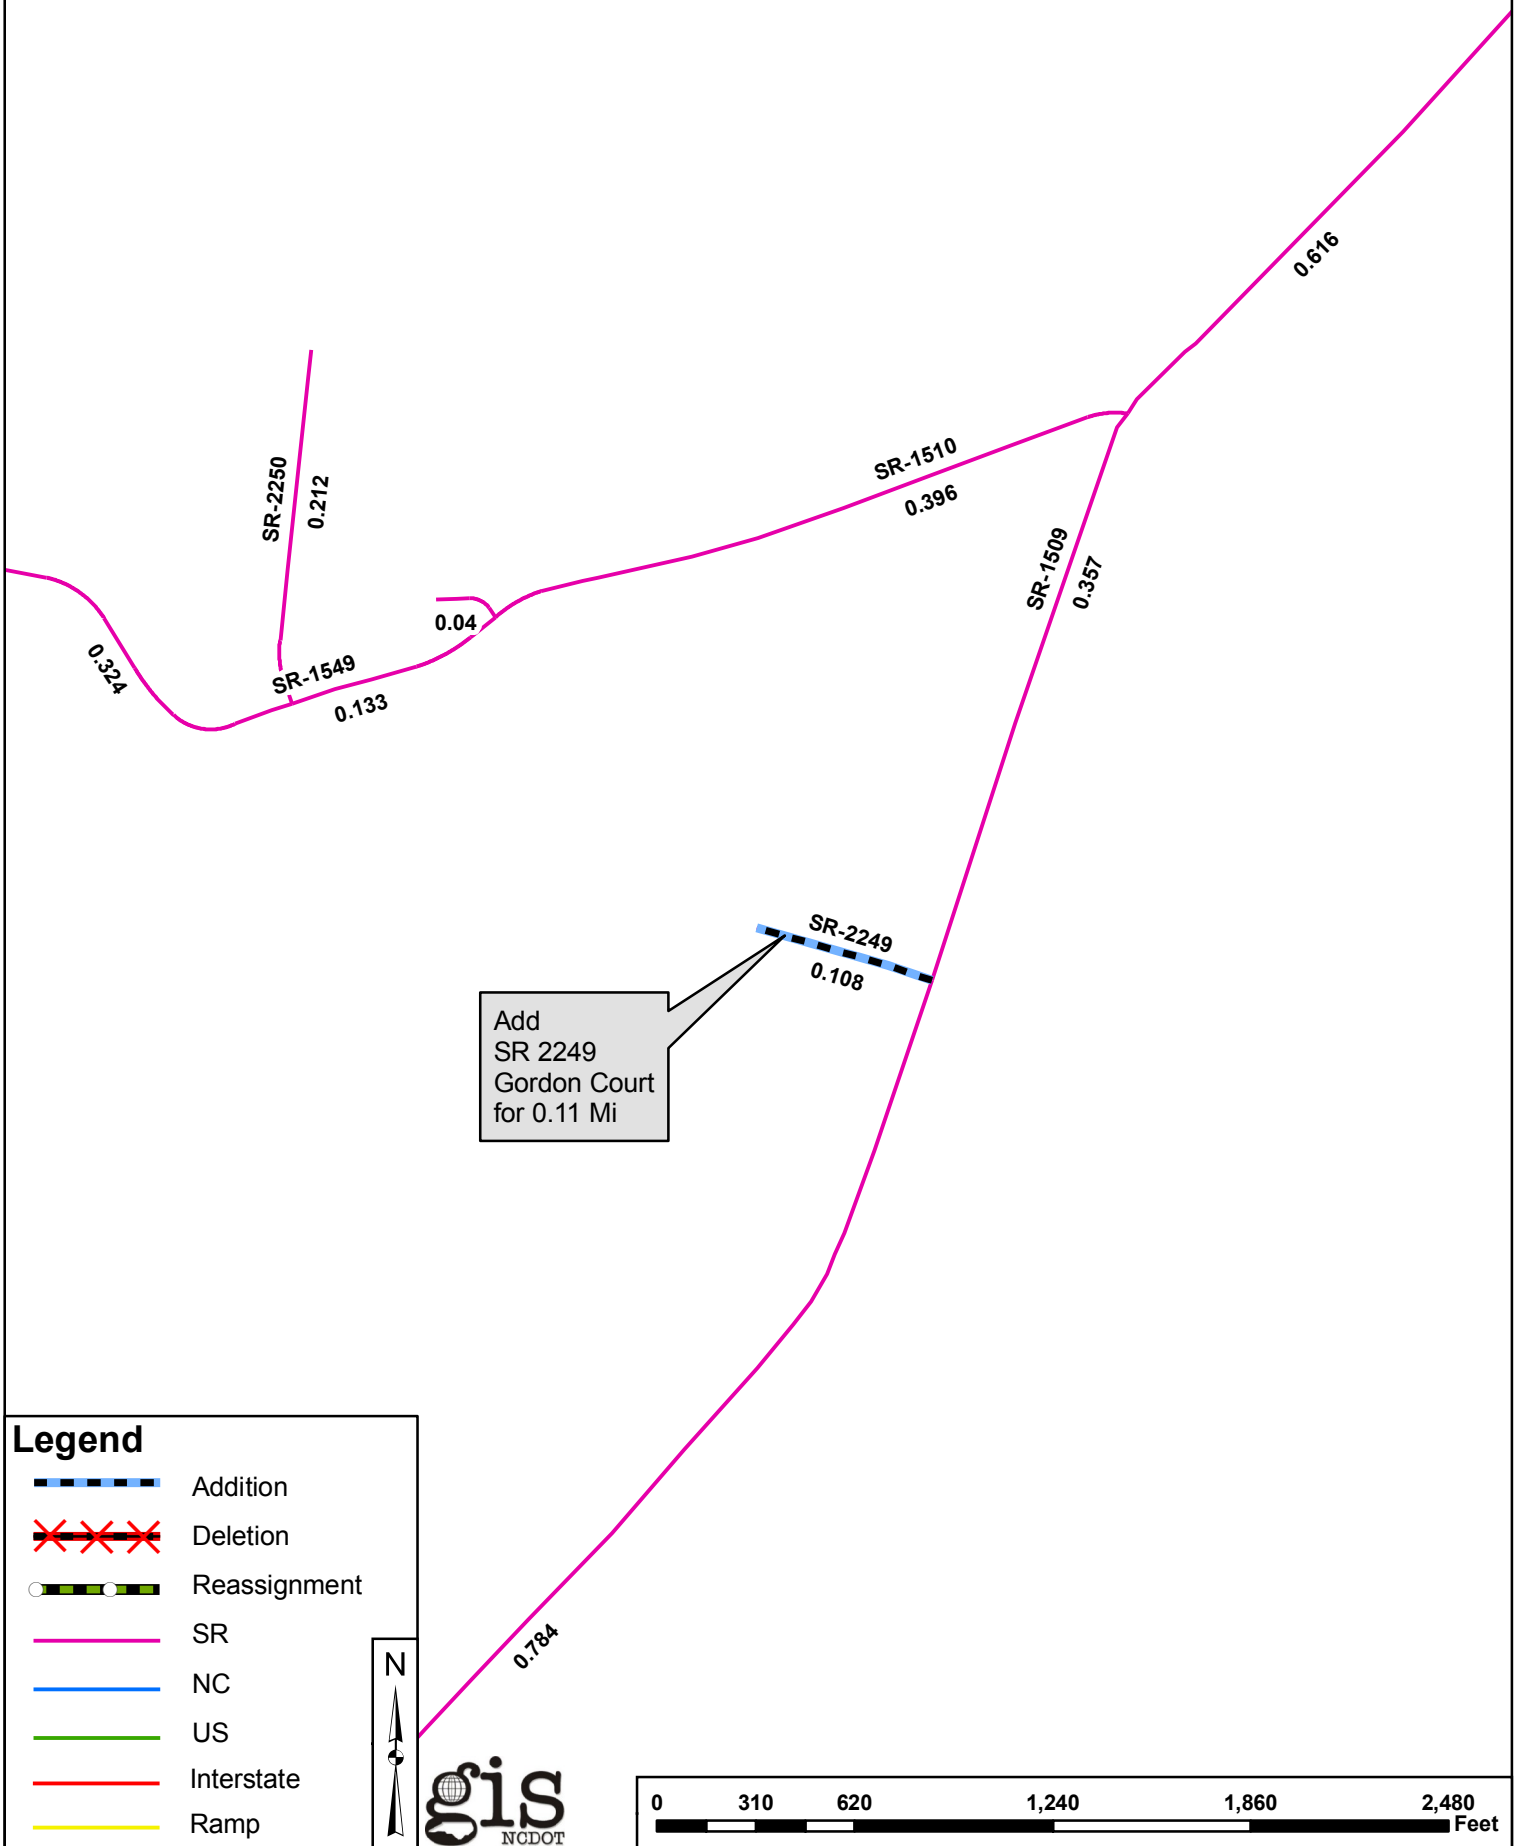 0.616
SR-1510
0.396
SR-2250
0.212
SR-1509
0.357
0.04
0.324
SR-1549
0.133
SR-2249
0.108
Add
SR 2249
Gordon Court
for 0.11 Mi
0.784
Legend
Addition
Deletion
Reassignment
SR
NC
US
Interstate
Ramp
N
gis
NCDOT
0 310 620 1,240 1,860 2,480
Feet